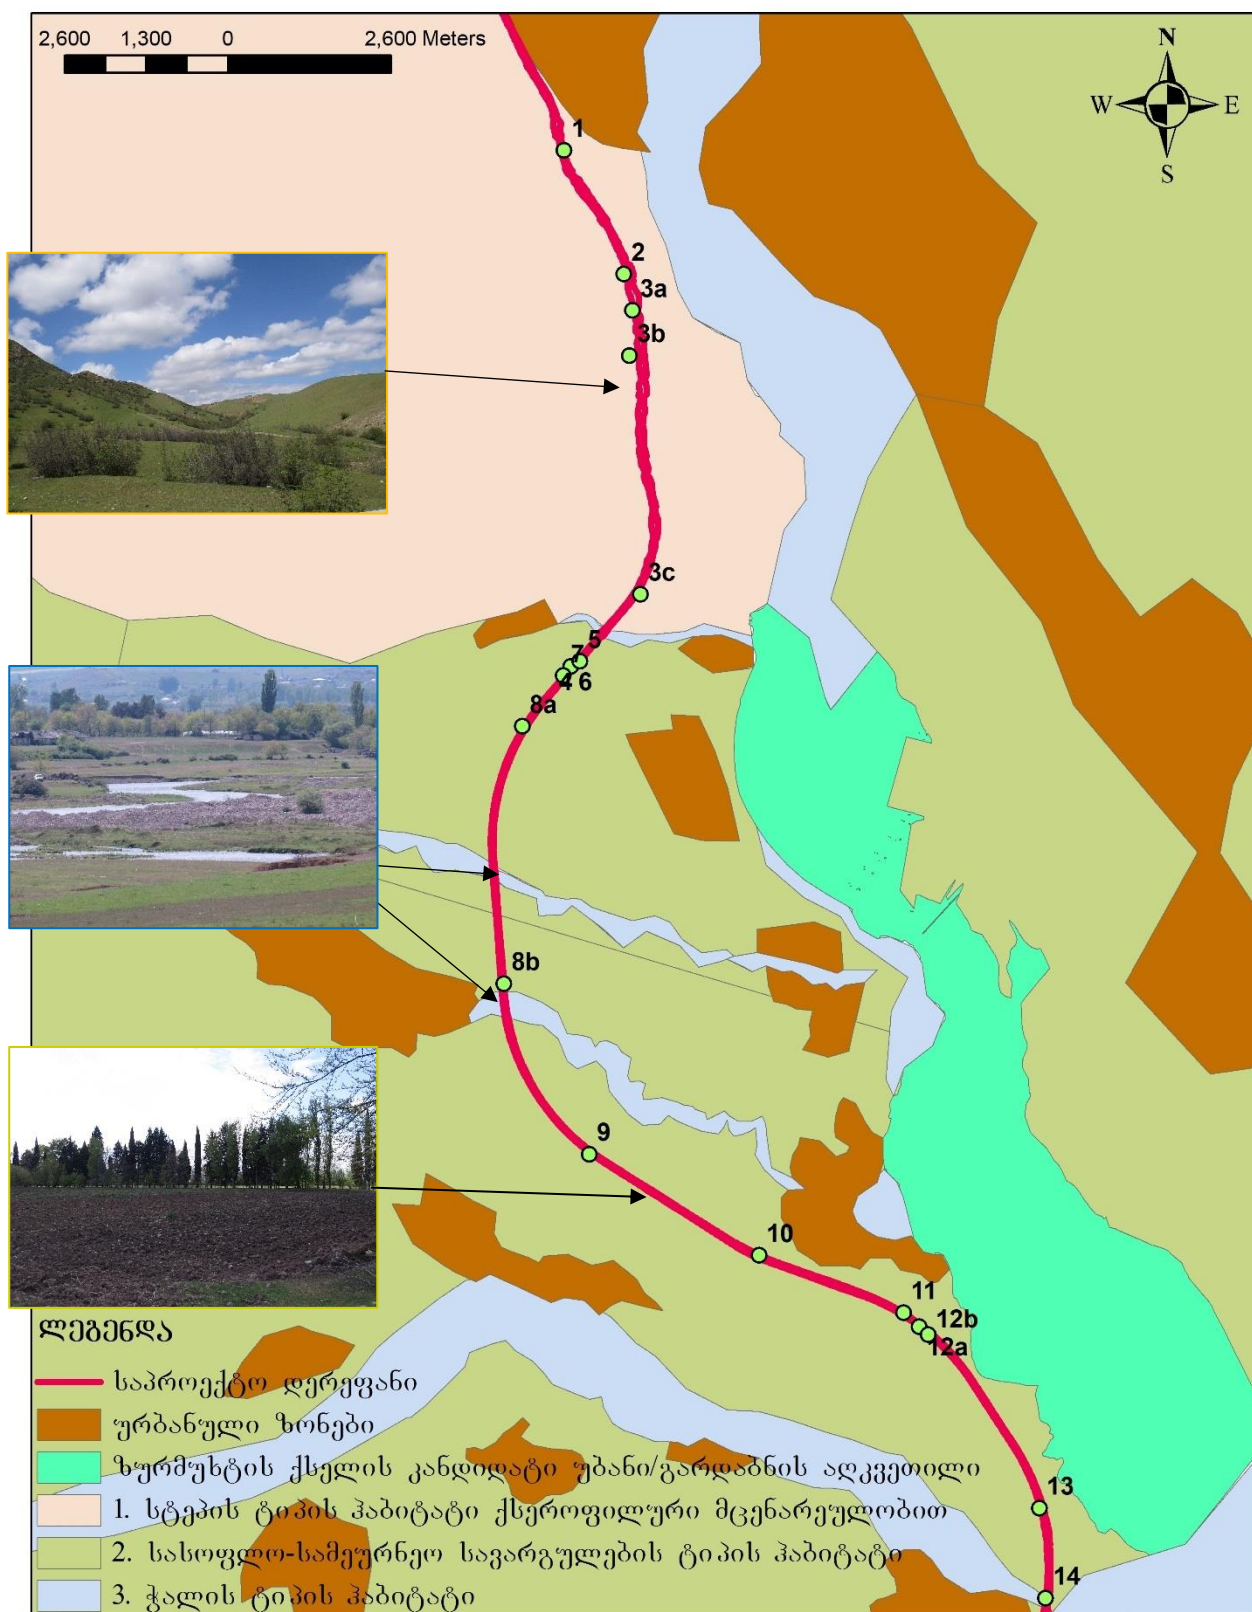 2,600 1,300 0 2,600 Meters
N
W E
S
1
2
3a
3b
3c
5
7
4 6
8a
8b
9
10
11
12b
12a
13
14
ლეგენდა
საპროექტო დერეფანი
ურბანული ზონები
ზურმუხტის ქსელის კანდიდატი უბანი/გარდაბნის აღკვეთილი
1. სტეპის ტიპის ჰაბიტატი ქსეროფილური მცენარეულობით
2. სასოფლო-სამეურნეო სავარგულების ტიპის ჰაბიტატი
3. ჭალის ტიპის ჰაბიტატი